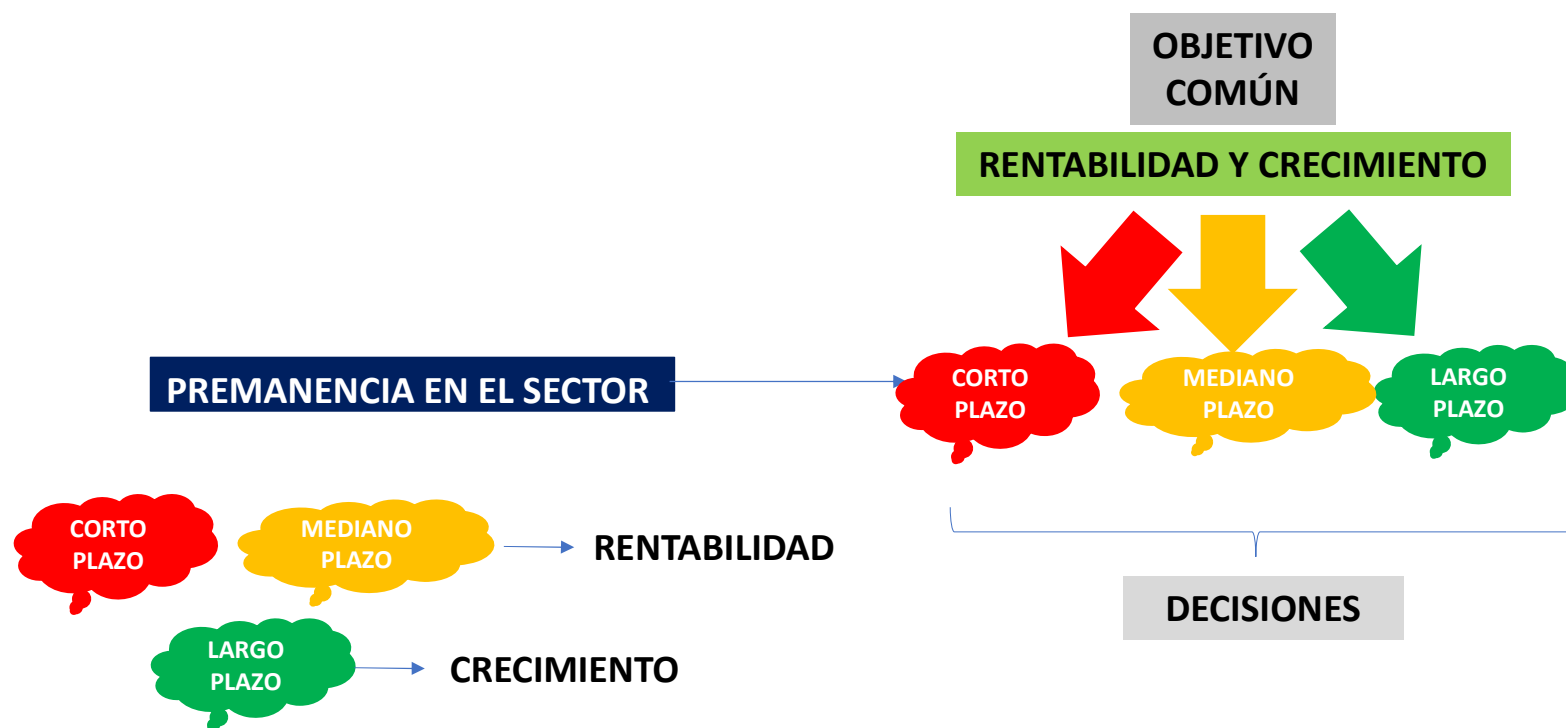 OBJETIVO
COMÚN
RENTABILIDAD Y CRECIMIENTO
PREMANENCIA EN EL SECTOR
CORTO
PLAZO
MEDIANO
PLAZO
LARGO
PLAZO
CORTO
PLAZO
MEDIANO
PLAZO
RENTABILIDAD
DECISIONES
LARGO
PLAZO
CRECIMIENTO